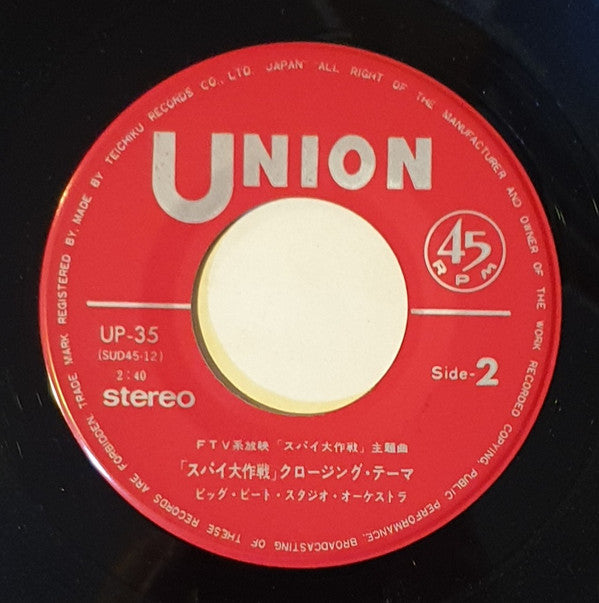 TRADE MARK REGISTERED BY. MADE BY TEICHIKU RECORDS CO., LTD. JAPAN ALL RIGHT OF THE MANUFACTURER AND OWNER OF THE WORK RECORDED COPYING, PUBLIC PERFORMANCE, BROADCASTING OF THESE RECORDS ARE FORBIDDEN.
UNION
45
RPM
UP-35
(SUD45-12)
2:40
stereo
Side-2
FTV系放映「スパイ大作戦」主題曲
「スパイ大作戦」クロージング・テーマ
ビッグ・ビート・スタジオ・オーケストラ